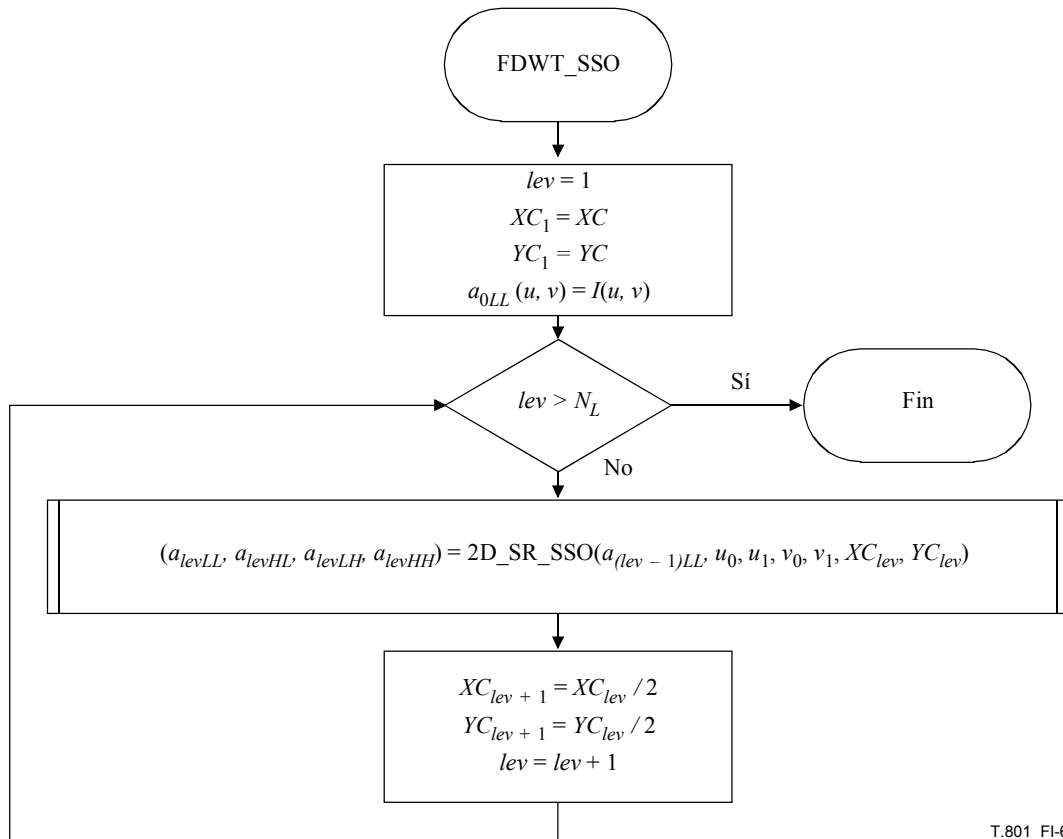 FDWT_SSO
lev = 1
XC1 = XC
YC1 = YC
a0LL (u, v) = I(u, v)
lev > NL
Sí
Fin
No
(alevLL, alevHL, alevLH, alevHH) = 2D_SR_SSO(a(lev – 1)LL, u0, u1, v0, v1, XClev, YClev)
XClev + 1 = XClev / 2
YClev + 1 = YClev / 2
lev = lev + 1